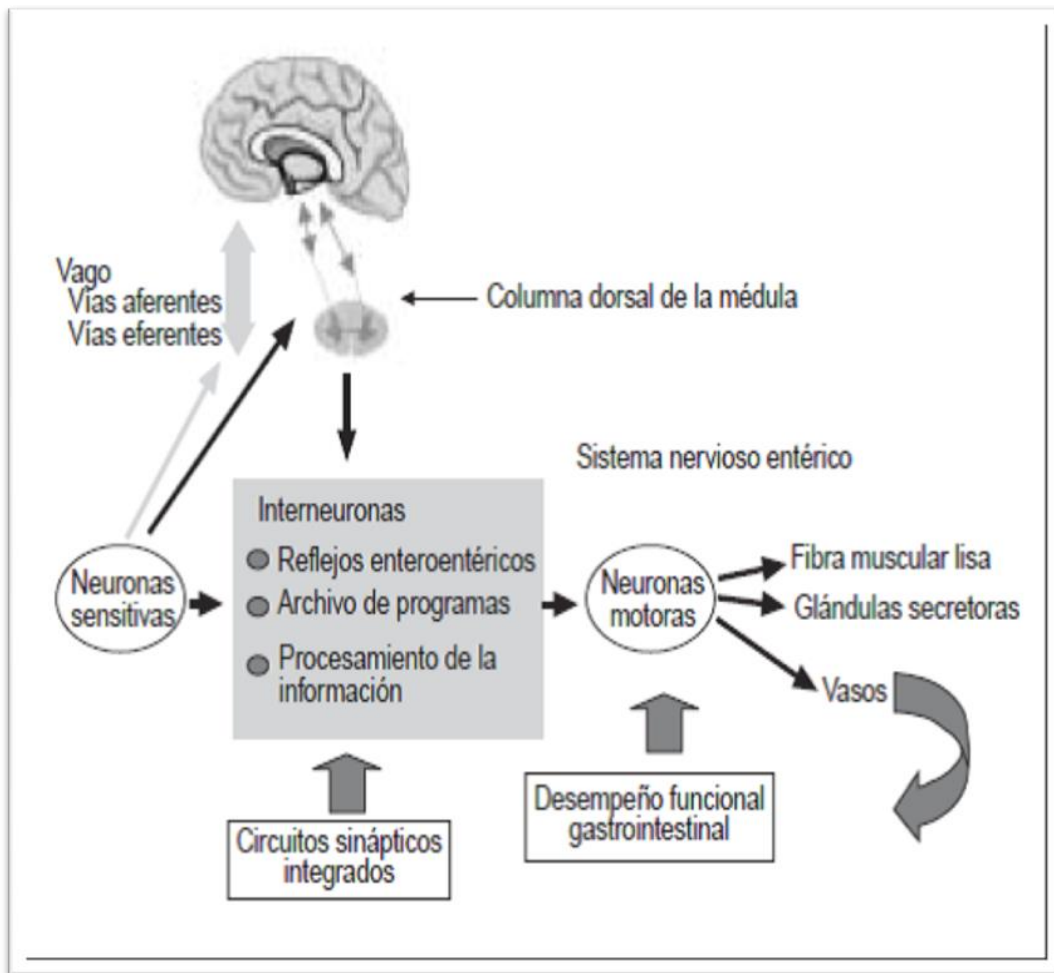 Vago
Vías aferentes
Vías eferentes
Columna dorsal de la médula
Sistema nervioso entérico
Neuronas
sensitivas
Interneuronas
Reflejos enteroentéricos
Archivo de programas
Procesamiento de la
información
Neuronas
motoras
Fibra muscular lisa
Glándulas secretoras
Vasos
Circuitos sinápticos
integrados
Desempeño funcional
gastrointestinal